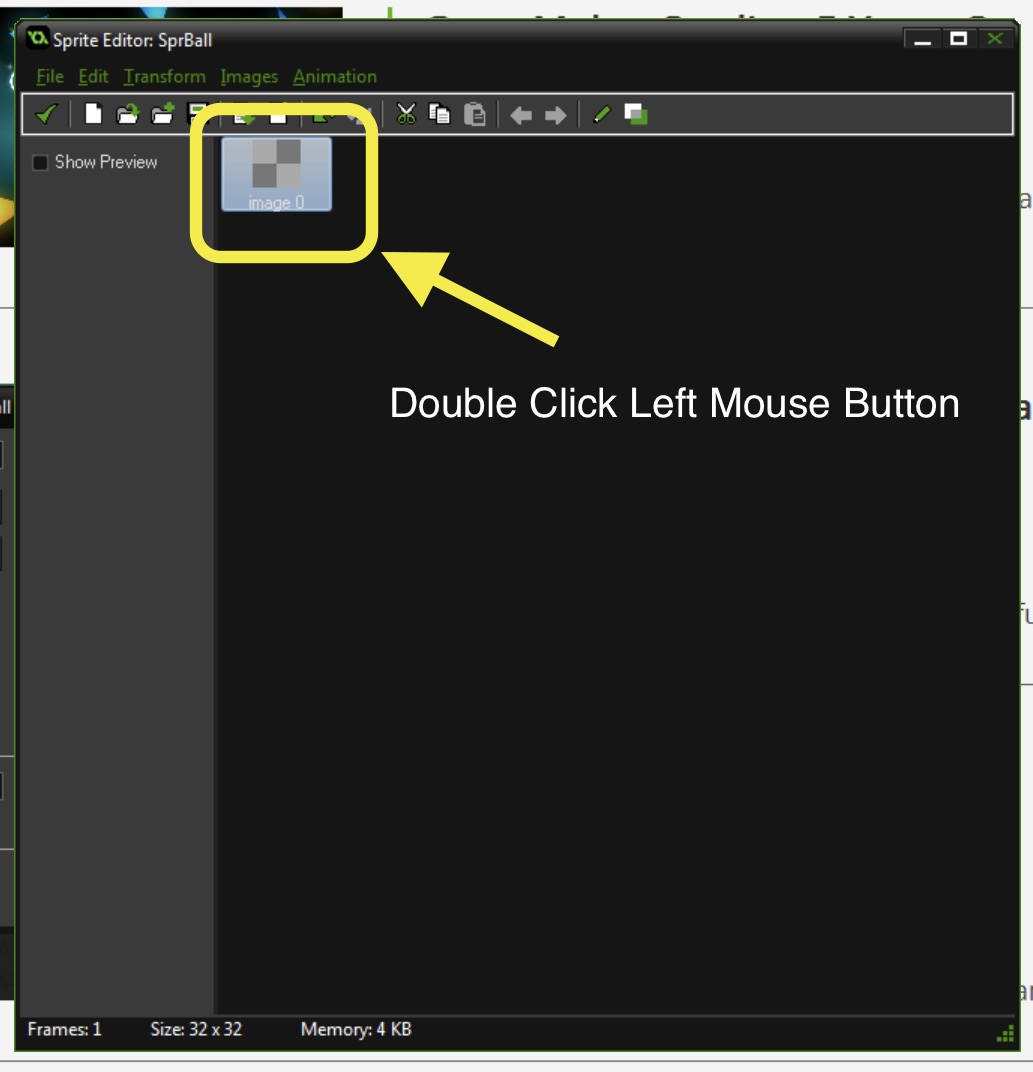 Sprite Editor: SprBall
File Edit Transform Images Animation
Show Preview
image 0
Double Click Left Mouse Button
Frames: 1 Size: 32 x 32 Memory: 4 KB